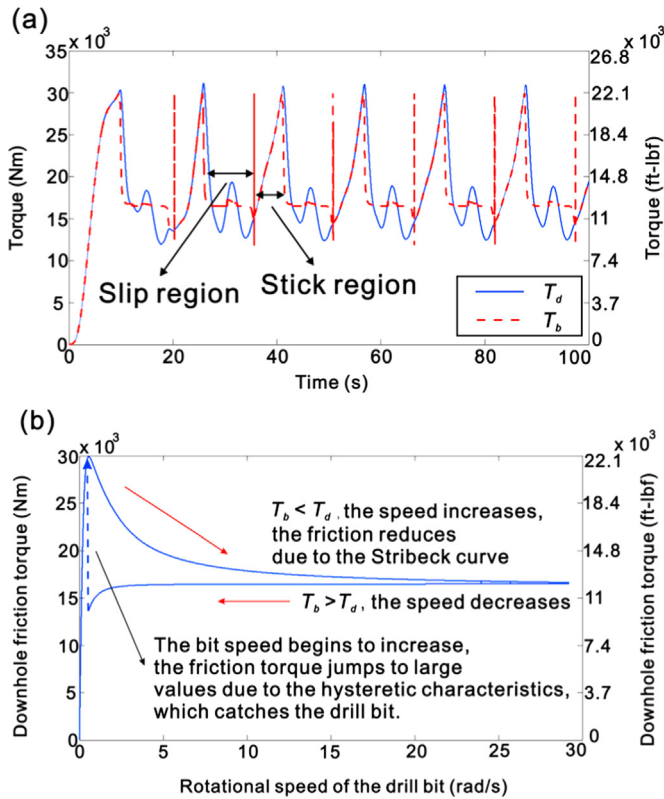 (a)
x 10³
x 10³
35
30
25
20
15
10
5
0
Torque (Nm)
26.8
22.1
18.4
14.8
11
7.4
3.7
0
Torque (ft-lbf)
Slip region
Stick region
T_d
T_b
0 20 40 60 80 100
Time (s)
(b)
x 10³
x 10³
30
25
20
15
10
5
0
Downhole friction torque (Nm)
22.1
18.4
14.8
11.2
7.4
3.7
0
Downhole friction torque (ft-lbf)
T_b < T_d, the speed increases,
the friction reduces
due to the Stribeck curve
T_b > T_d, the speed decreases
The bit speed begins to increase,
the friction torque jumps to large
values due to the hysteretic characteristics,
which catches the drill bit.
0 5 10 15 20 25 30
Rotational speed of the drill bit (rad/s)